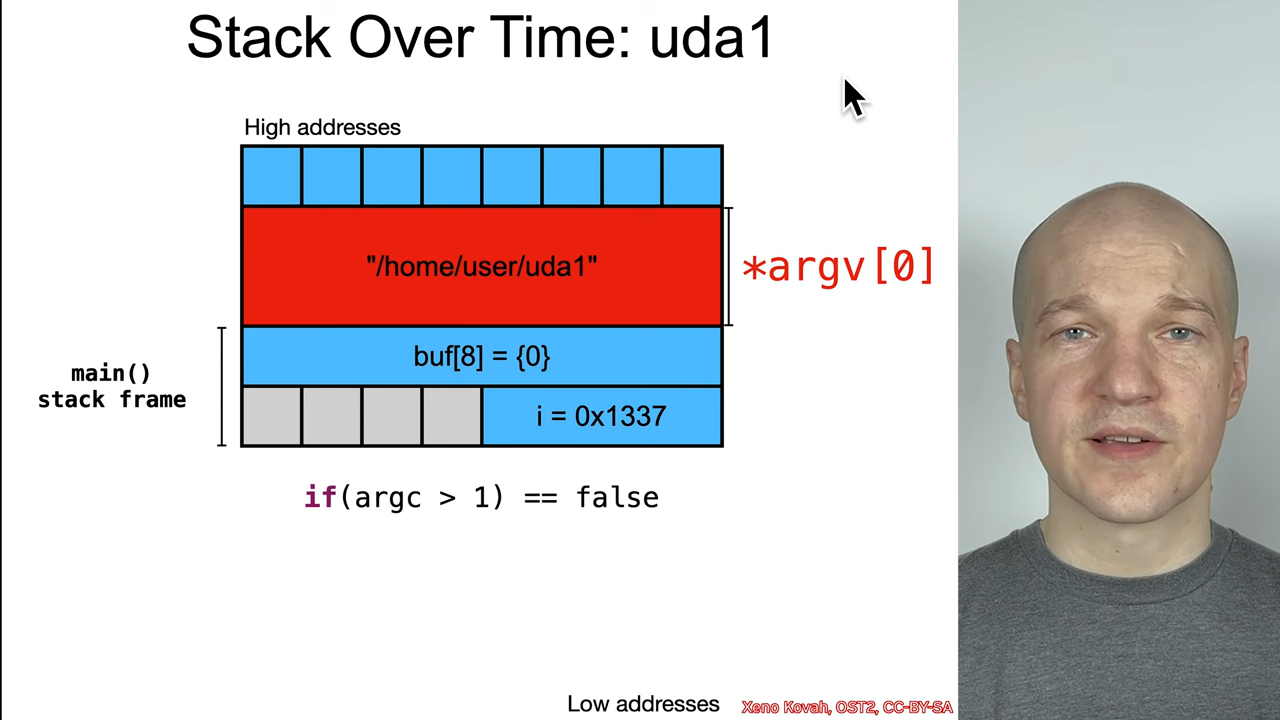 Stack Over Time: uda1
High addresses
"/home/user/uda1"
*argv[0]
buf[8] = {0}
main()
stack frame
i = 0x1337
if(argc > 1) == false
Low addresses
Xeno Kovah, OST2, CC-BY-SA